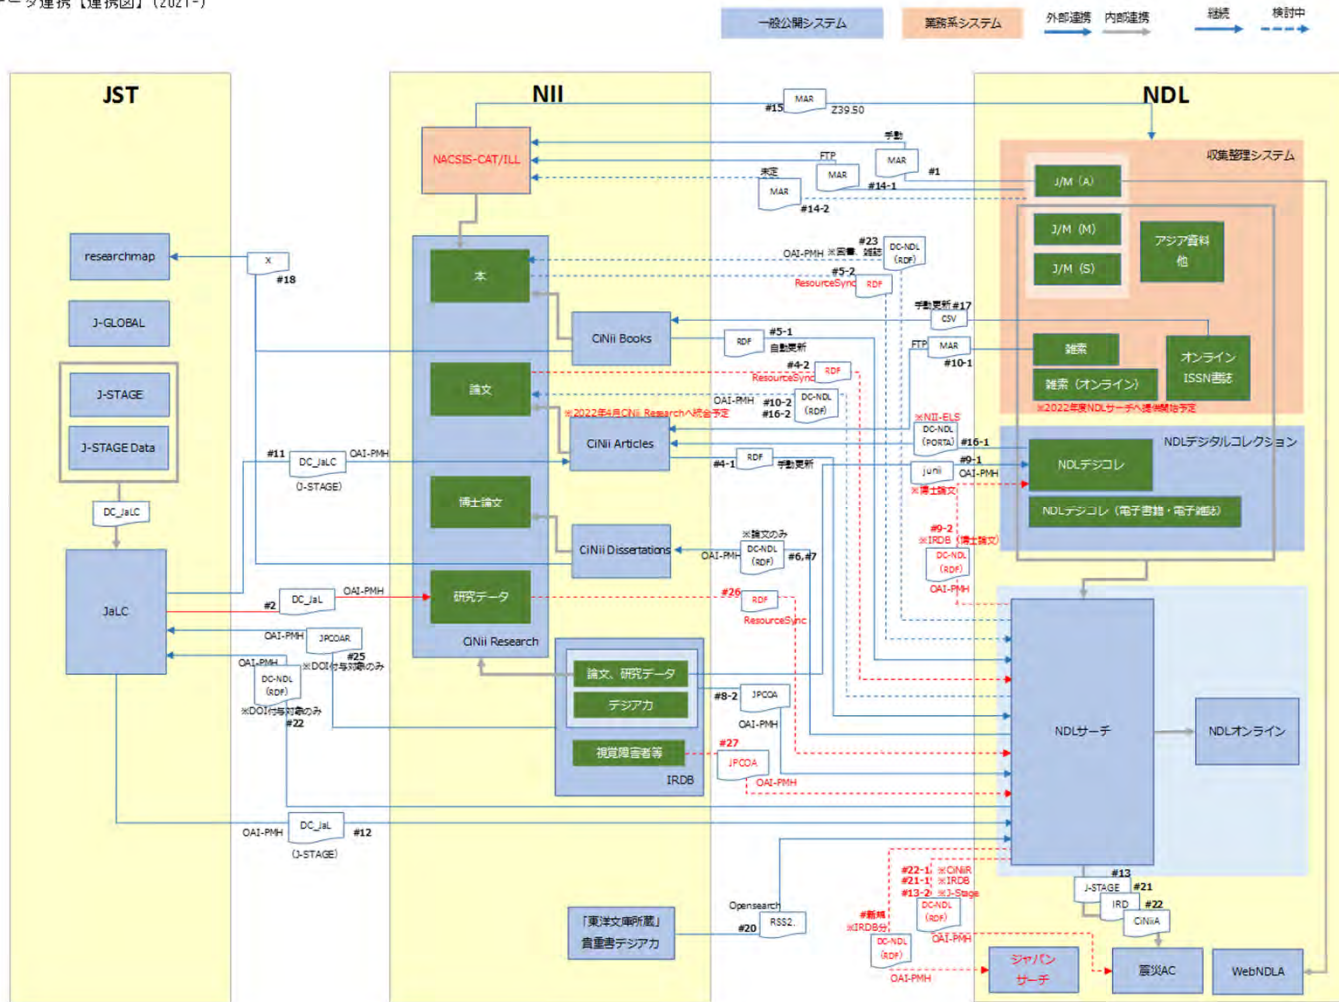 データ連携【連携図】(2021-)
一般公開システム
業務系システム
外部連携
内部連携
継続
検討中
JST
NII
NDL
#15
MAR
Z39.50
NACSIS-CAT/ILL
手動
MAR
#1
FTP
MAR
#14-1
未定
MAR
#14-2
収集整理システム
J/M (A)
J/M (M)
J/M (S)
アジア資料
他
researchmap
X
#18
J-GLOBAL
J-STAGE
J-STAGE Data
DC_JaLC
JaLC
本
論文
博士論文
研究データ
CiNii Research
CiNii Books
CiNii Articles
CiNii Dissertations
#23
OAI-PMH
※図書、雑誌
DC-NDL
(RDF)
#5-2
ResourceSync
RDF
手動更新
#17
CSV
#5-1
RDF
自動更新
FTP
MAR
#10-1
#4-2
ResourceSync
RDF
OAI-PMH
#10-2
#16-2
DC-NDL
(RDF)
※2022年4月CiNii Researchへ統合予定
雑索
雑索（オンライン）
オンライン
ISSN書誌
※2022年度NDLサーチへ提供開始予定
※NII-ELS
DC-NDL
(PORTA)
#16-1
#4-1
RDF
手動更新
junii
#9-1
OAI-PMH
※博士論文
NDLデジタルコレクション
NDLデジコレ
NDLデジコレ（電子書籍・電子雑誌）
#11
DC_JaLC
OAI-PMH
(J-STAGE)
#9-2
※IRDB（博士論文）
DC-NDL
(RDF)
OAI-PMH
※論文のみ
OAI-PMH
DC-NDL
(RDF)
#6,#7
#2
DC_JaL
OAI-PMH
#26
RDF
ResourceSync
OAI-PMH
JPCOAR
#25
※DOI付与対象のみ
OAI-PMH
DC-NDL
(RDF)
※DOI付与対象のみ
#22
論文、研究データ
デジアカ
視覚障害者等
IRDB
#8-2
JPCOA
OAI-PMH
#27
JPCOA
OAI-PMH
NDLサーチ
NDLオンライン
OAI-PMH
DC_JaL
#12
(J-STAGE)
「東洋文庫所蔵」
貴重書デジアカ
Opensearch
#20
RSS2.
#22-1 ※CiNiiR
#21-1 ※IRDB
#13-2 ※J-Stage
DC-NDL
(RDF)
OAI-PMH
#新規
※IRDB分
DC-NDL
(RDF)
OAI-PMH
#13
J-STAGE
#21
IRD
#22
CiNiiA
ジャパン
サーチ
震災AC
WebNDLA